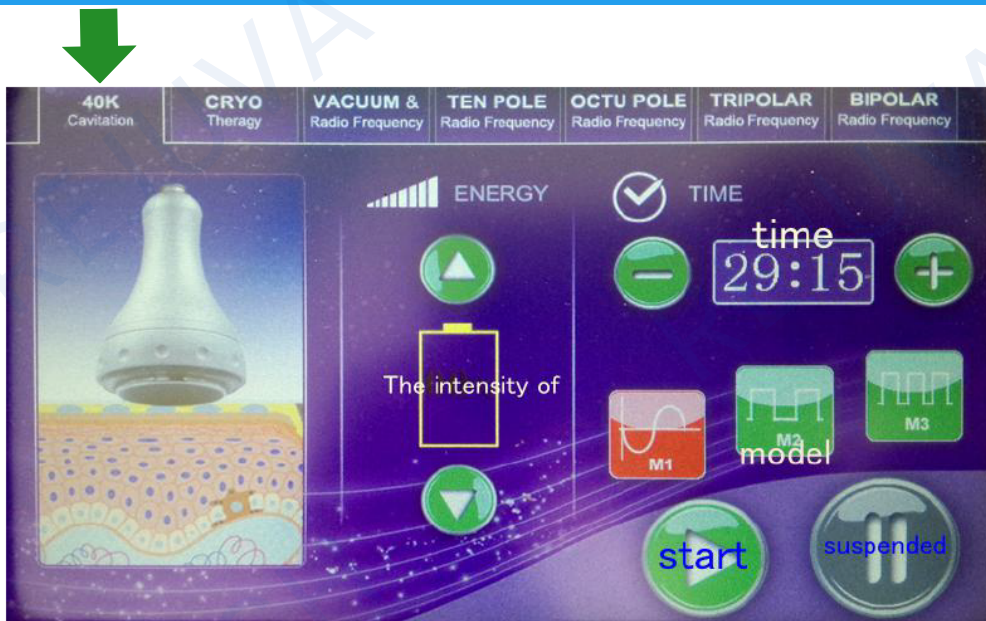 40K
Cavitation
CRYO
Theragy
VACUUM &
Radio Frequency
TEN POLE
Radio Frequency
OCTU POLE
Radio Frequency
TRIPOLAR
Radio Frequency
BIPOLAR
Radio Frequency
ENERGY
TIME
time
29:15
The intensity of
M1
M2
model
M3
start
suspended